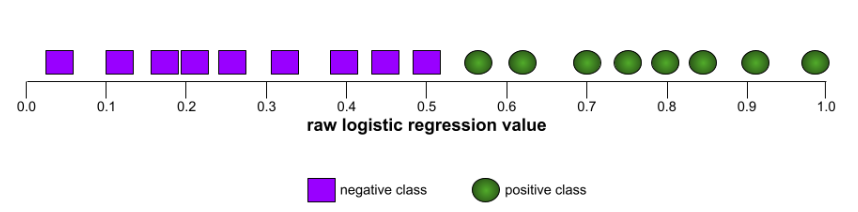 0.0 0.1 0.2 0.3 0.4 0.5 0.6 0.7 0.8 0.9 1.0
raw logistic regression value
negative class positive class